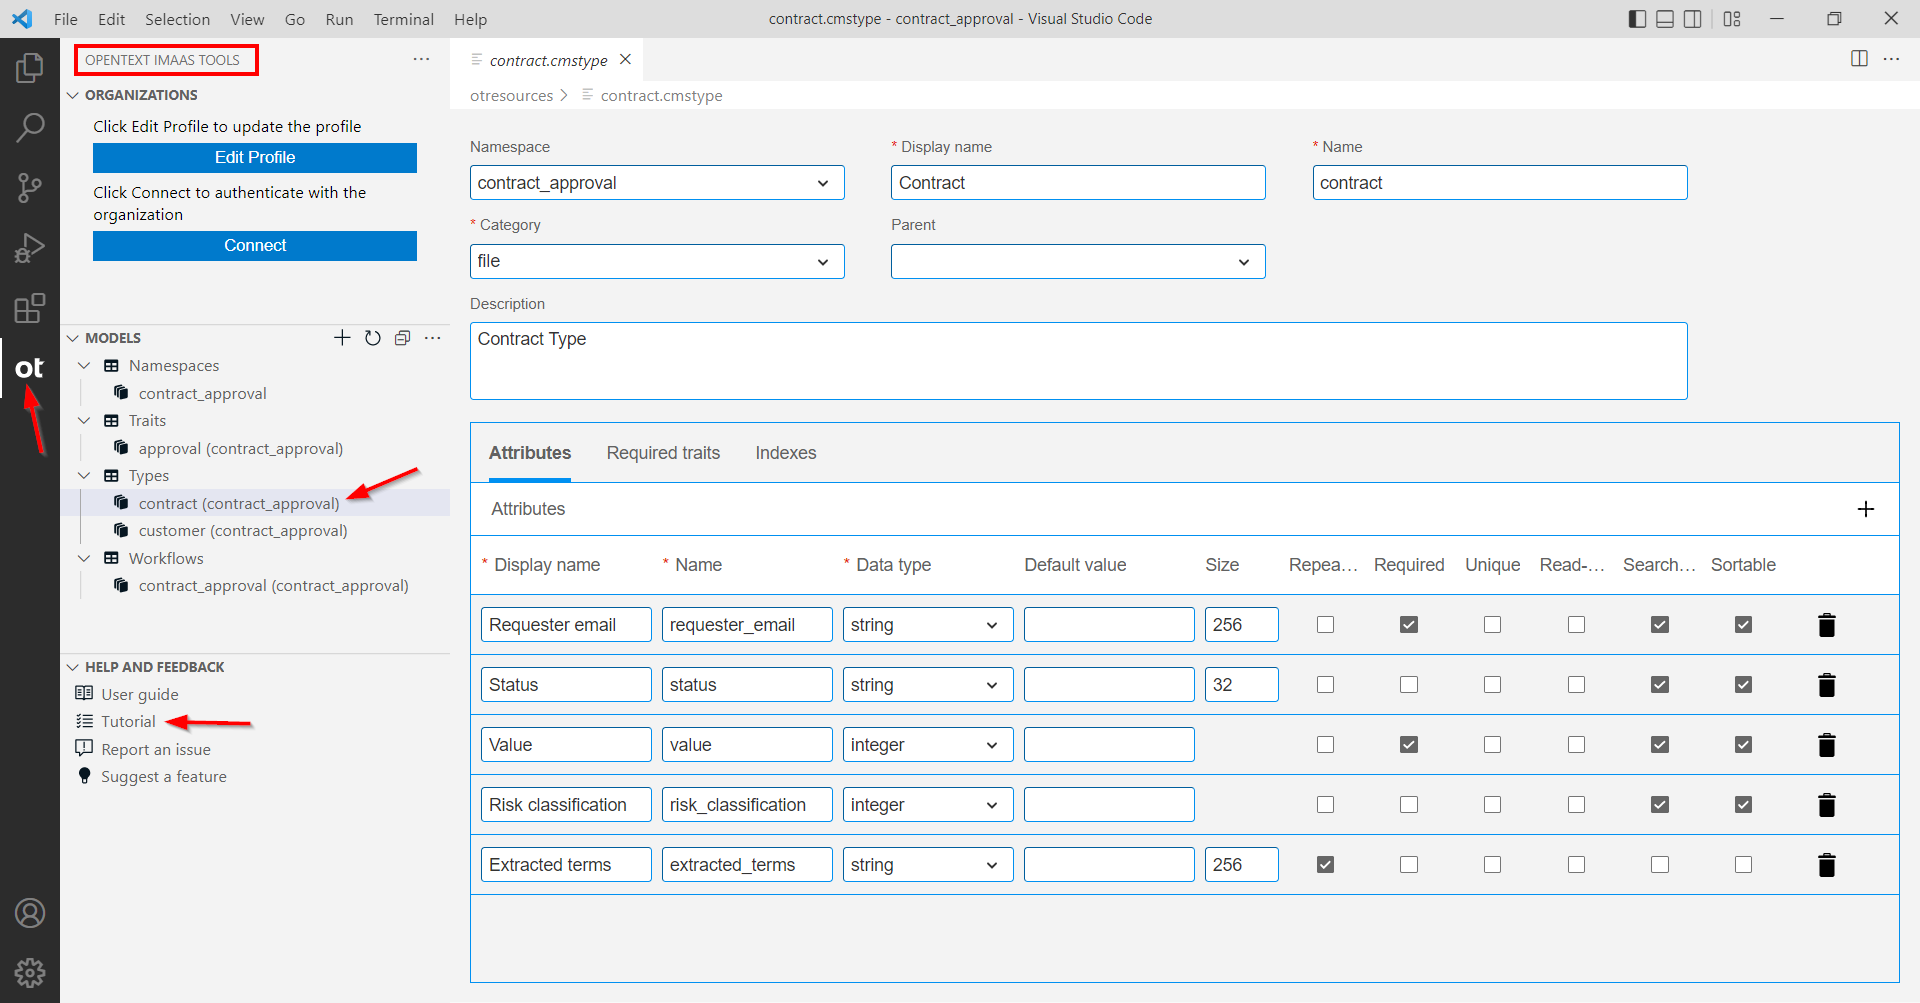 File Edit Selection View Go Run Terminal Help
contract.cmstype - contract_approval - Visual Studio Code
OPENTEXT IMAAS TOOLS
ORGANIZATIONS
Click Edit Profile to update the profile
Edit Profile
Click Connect to authenticate with the
organization
Connect
MODELS
Namespaces
contract_approval
Traits
approval (contract_approval)
Types
contract (contract_approval)
customer (contract_approval)
Workflows
contract_approval (contract_approval)
HELP AND FEEDBACK
User guide
Tutorial
Report an issue
Suggest a feature
ot
contract.cmstype
otresources > contract.cmstype
Namespace * Display name * Name
contract_approval Contract contract
* Category Parent
file
Description
Contract Type
Attributes Required traits Indexes
Attributes
* Display name * Name * Data type Default value Size Repea... Required Unique Read-... Search... Sortable
Requester email requester_email string 256
Status status string 32
Value value integer
Risk classification risk_classification integer
Extracted terms extracted_terms string 256